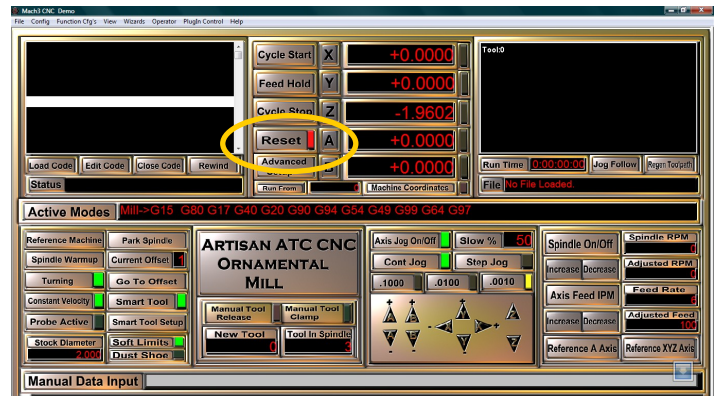 Mach3 CNC Demo
File Config Function Cfg's View Wizards Operator PlugIn Control Help
Cycle Start X +0.0000
Tool:0
Feed Hold Y +0.0000
Cycle Stop Z -1.9602
Reset A +0.0000
Advanced +0.0000
Load Code Edit Code Close Code Rewind
Run Time 0:00:00:00 Jog Follow Regen Toolpath
Status
Run From 0 Machine Coordinates
File No File Loaded.
Active Modes Mill->G15 G80 G17 G40 G20 G90 G94 G54 G49 G99 G64 G97
Reference Machine Park Spindle
Spindle Warmup Current Offset 1
Turning Go To Offset
Constant Velocity Smart Tool
Probe Active Smart Tool Setup
Stock Diameter Soft Limits
2.000 Dust Shoe
ARTISAN ATC CNC
ORNAMENTAL
MILL
Manual Tool Release Manual Tool Clamp
New Tool Tool In Spindle
0 3
Axis Jog On/Off Slow % 50
Cont Jog Step Jog
.1000 .0100 .0010
A B Y X X Y Z
Spindle On/Off Spindle RPM
0
Increase Decrease Adjusted RPM
0
Axis Feed IPM Feed Rate
6
Increase Decrease Adjusted Feed
100
Reference A Axis Reference XYZ Axis
Manual Data Input